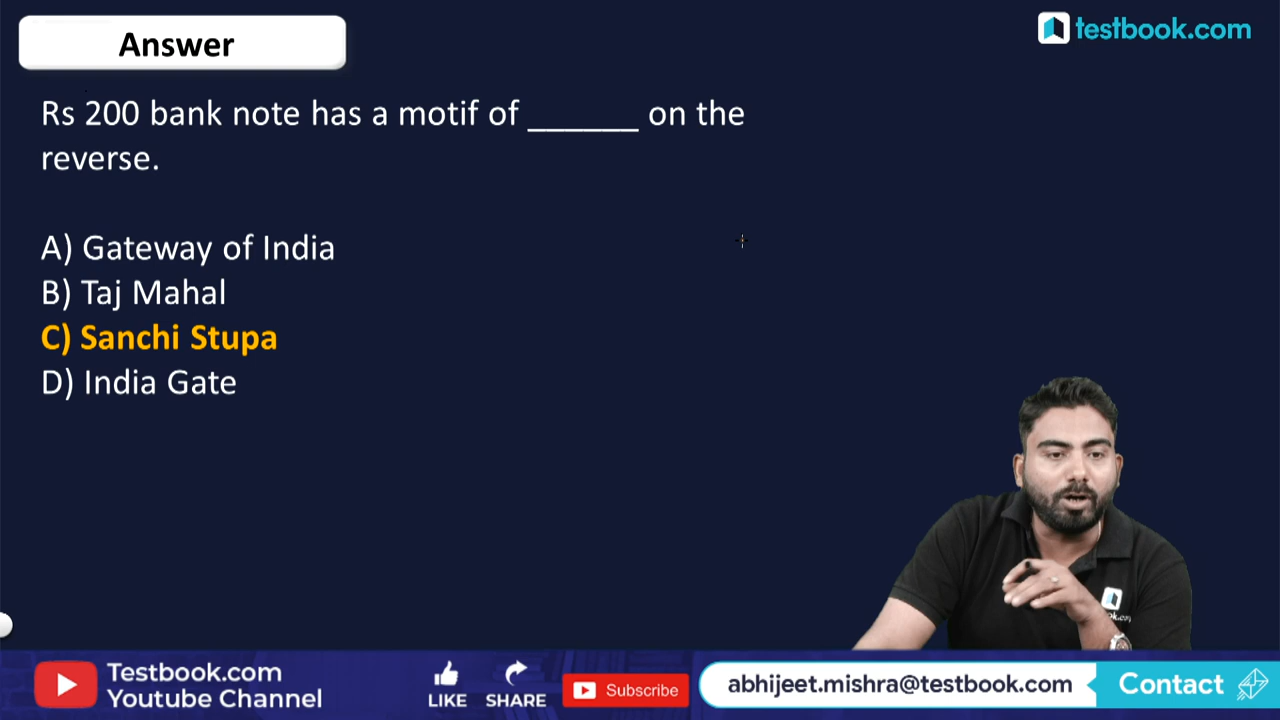 Answer
testbook.com
Rs 200 bank note has a motif of ______ on the
reverse.
A) Gateway of India
B) Taj Mahal
C) Sanchi Stupa
D) India Gate
Testbook.com
Youtube Channel
LIKE
SHARE
Subscribe
abhijeet.mishra@testbook.com
Contact